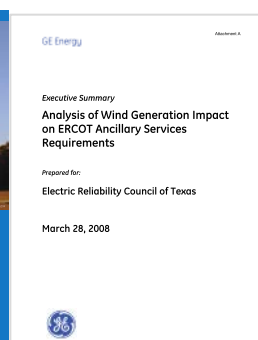 Attachment A
GE Energy
Executive Summary
Analysis of Wind Generation Impact
on ERCOT Ancillary Services
Requirements
Prepared for:
Electric Reliability Council of Texas
March 28, 2008
GE